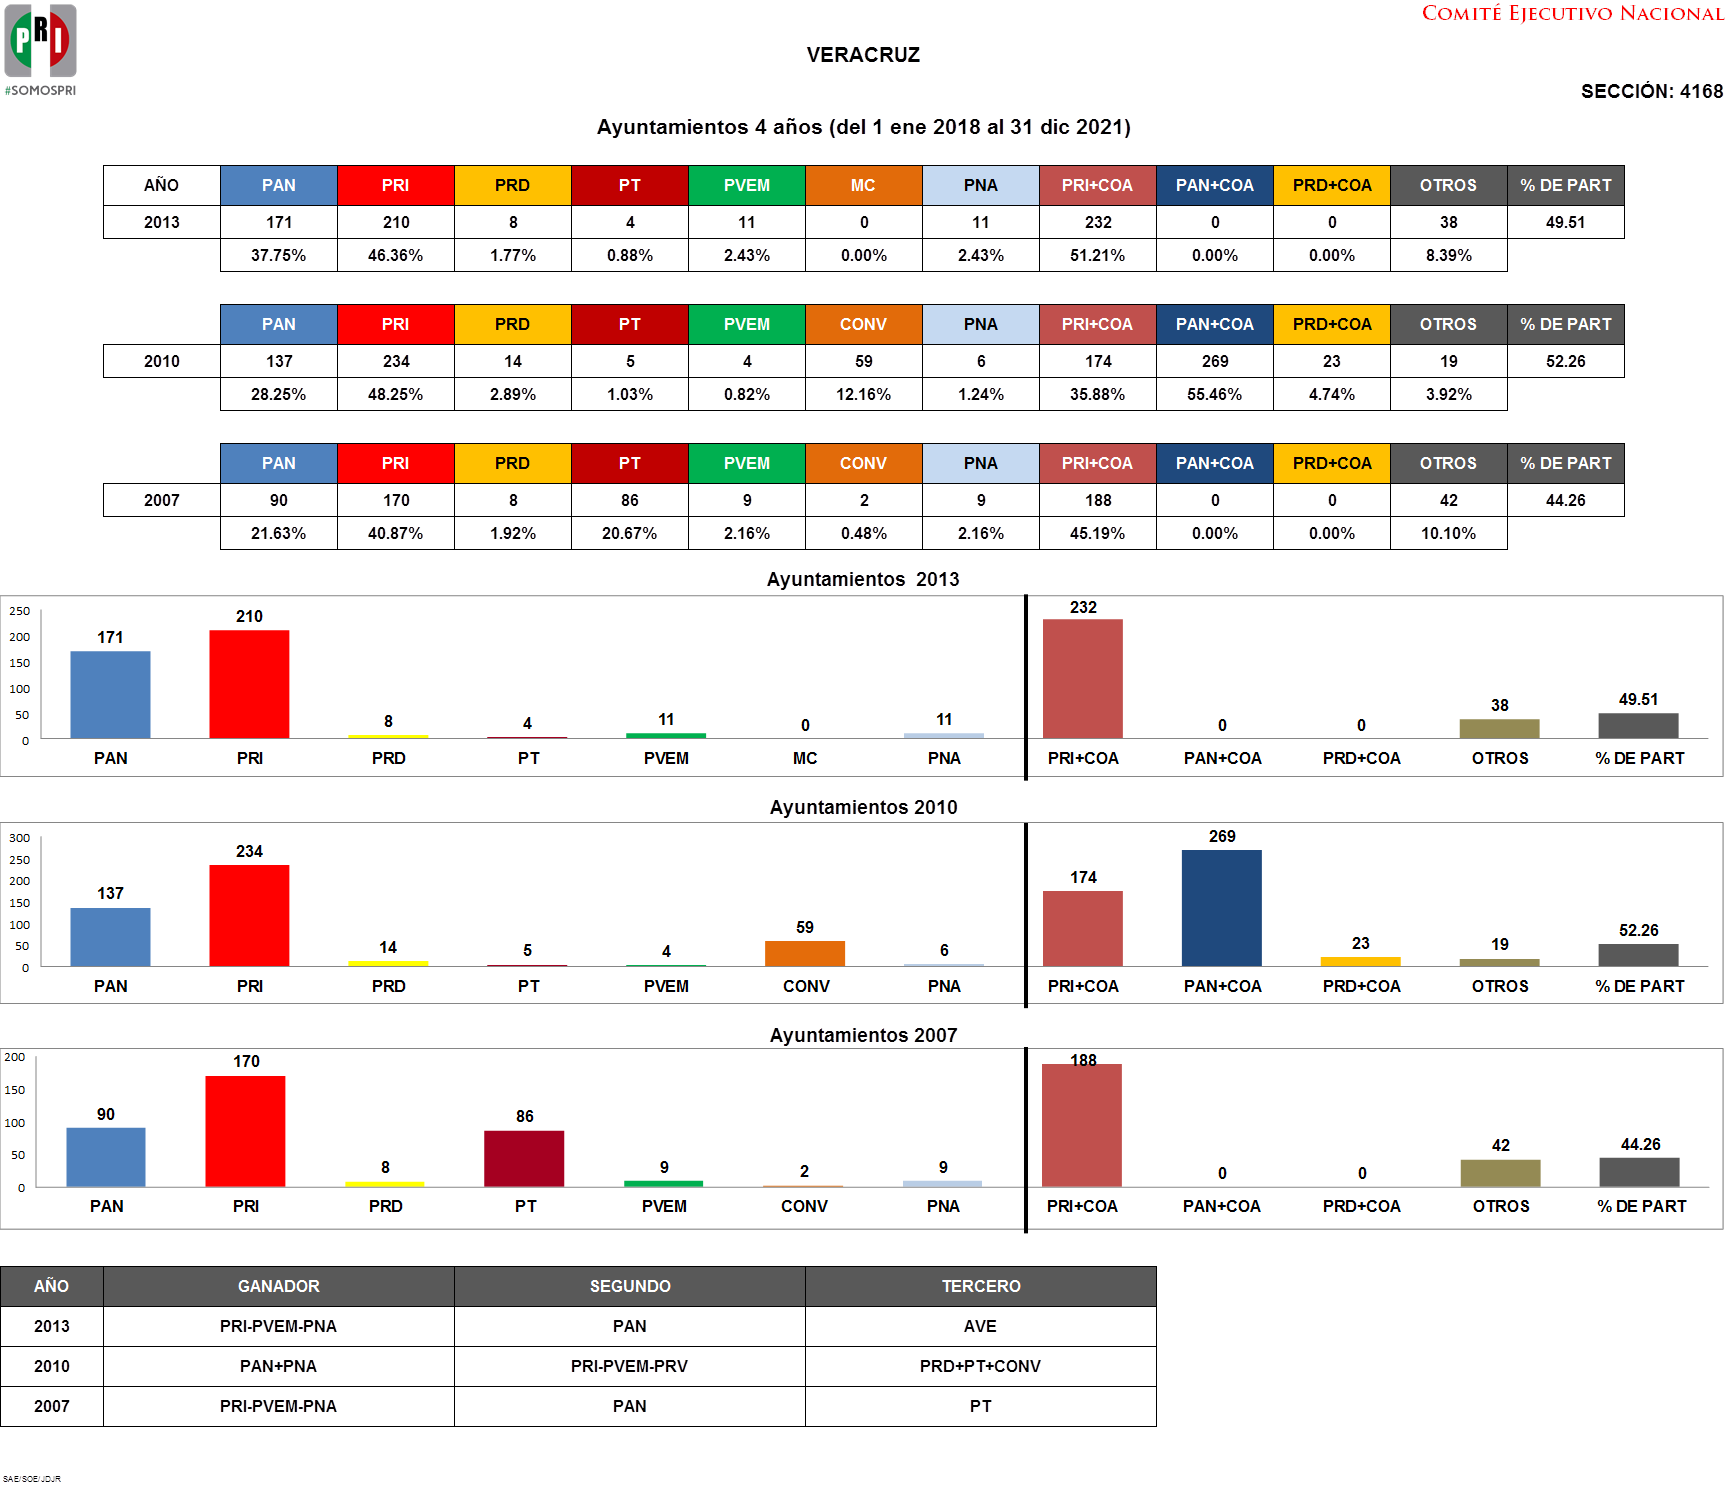 COMITÉ EJECUTIVO NACIONAL
PRI
#SOMOSPRI
VERACRUZ
SECCIÓN: 4168
Ayuntamientos 4 años (del 1 ene 2018 al 31 dic 2021)
AÑO PAN PRI PRD PT PVEM MC PNA PRI+COA PAN+COA PRD+COA OTROS % DE PART
2013 171 210 8 4 11 0 11 232 0 0 38 49.51
37.75% 46.36% 1.77% 0.88% 2.43% 0.00% 2.43% 51.21% 0.00% 0.00% 8.39%
PAN PRI PRD PT PVEM CONV PNA PRI+COA PAN+COA PRD+COA OTROS % DE PART
2010 137 234 14 5 4 59 6 174 269 23 19 52.26
28.25% 48.25% 2.89% 1.03% 0.82% 12.16% 1.24% 35.88% 55.46% 4.74% 3.92%
PAN PRI PRD PT PVEM CONV PNA PRI+COA PAN+COA PRD+COA OTROS % DE PART
2007 90 170 8 86 9 2 9 188 0 0 42 44.26
21.63% 40.87% 1.92% 20.67% 2.16% 0.48% 2.16% 45.19% 0.00% 0.00% 10.10%
Ayuntamientos 2013
250
200
150
100
50
0
171 210 8 4 11 0 11 232 0 0 38 49.51
PAN PRI PRD PT PVEM MC PNA PRI+COA PAN+COA PRD+COA OTROS % DE PART
Ayuntamientos 2010
300
250
200
150
100
50
0
137 234 14 5 4 59 6 174 269 23 19 52.26
PAN PRI PRD PT PVEM CONV PNA PRI+COA PAN+COA PRD+COA OTROS % DE PART
Ayuntamientos 2007
200
150
100
50
0
90 170 8 86 9 2 9 188 0 0 42 44.26
PAN PRI PRD PT PVEM CONV PNA PRI+COA PAN+COA PRD+COA OTROS % DE PART
AÑO GANADOR SEGUNDO TERCERO
2013 PRI-PVEM-PNA PAN AVE
2010 PAN+PNA PRI-PVEM-PRV PRD+PT+CONV
2007 PRI-PVEM-PNA PAN PT
SAE/SOE/JDJR